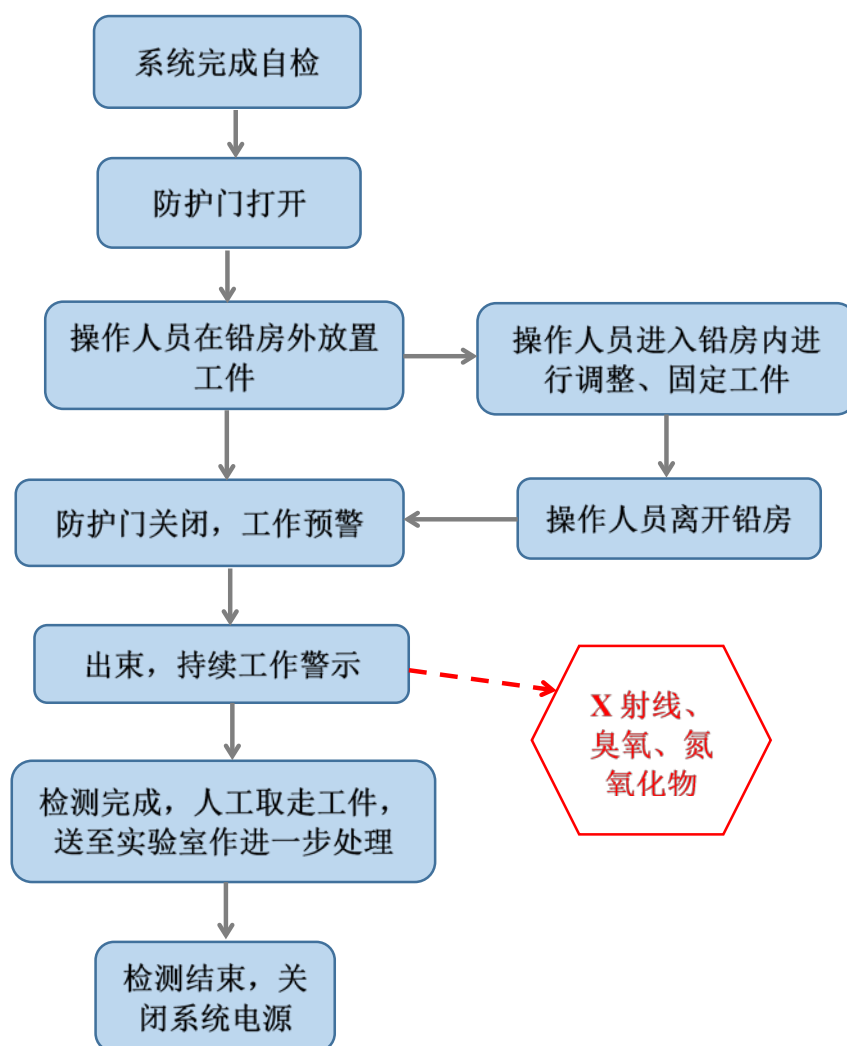 系统完成自检
防护门打开
操作人员在铅房外放置
工件
操作人员进入铅房内进
行调整、固定工件
防护门关闭，工作预警
操作人员离开铅房
出束，持续工作警示
X 射线、
臭氧、氮
氧化物
检测完成，人工取走工件，
送至实验室作进一步处理
检测结束，关
闭系统电源